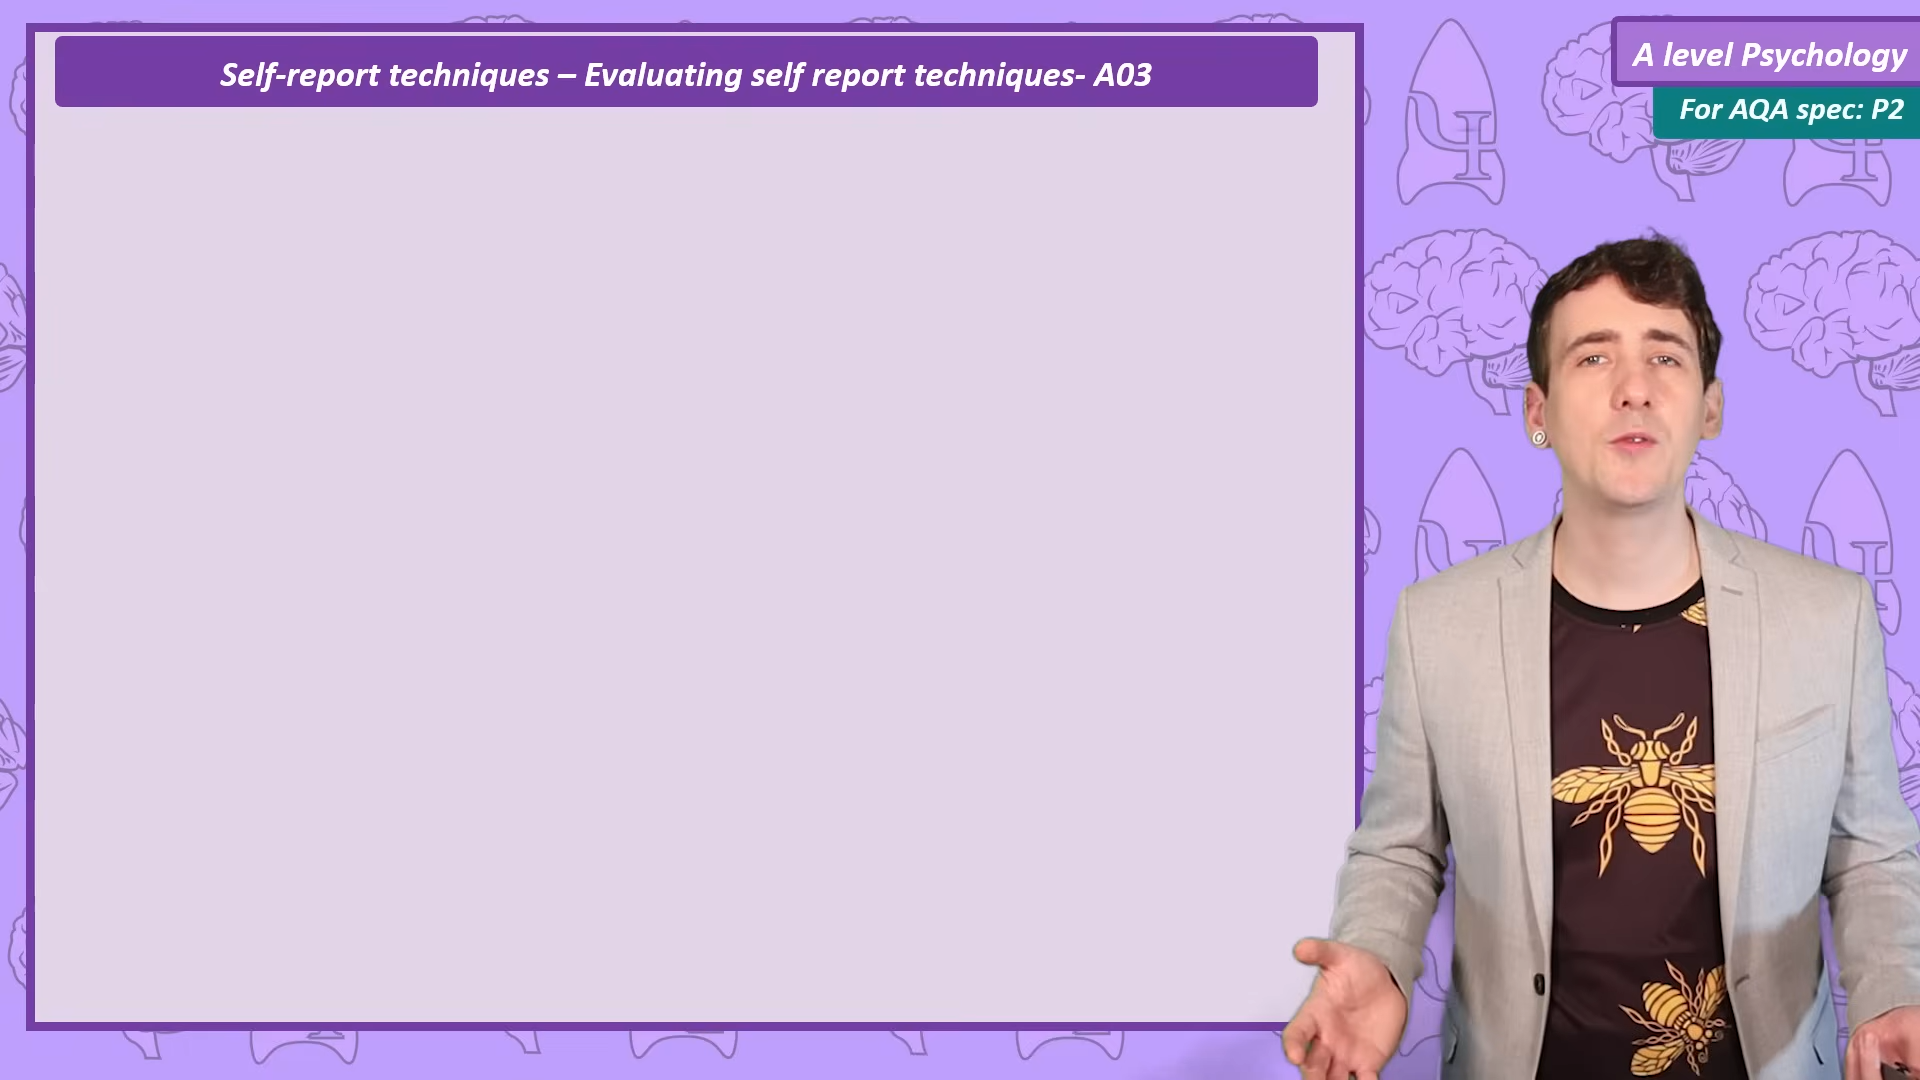 Self-report techniques – Evaluating self report techniques- A03
A level Psychology
For AQA spec: P2